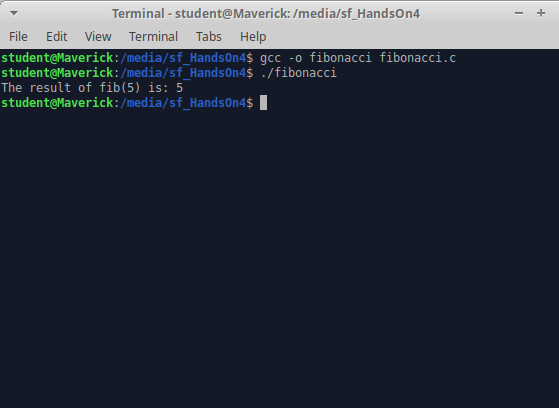 Terminal - student@Maverick: /media/sf_HandsOn4
File Edit View Terminal Tabs Help
student@Maverick:/media/sf_HandsOn4$ gcc -o fibonacci fibonacci.c
student@Maverick:/media/sf_HandsOn4$ ./fibonacci
The result of fib(5) is: 5
student@Maverick:/media/sf_HandsOn4$